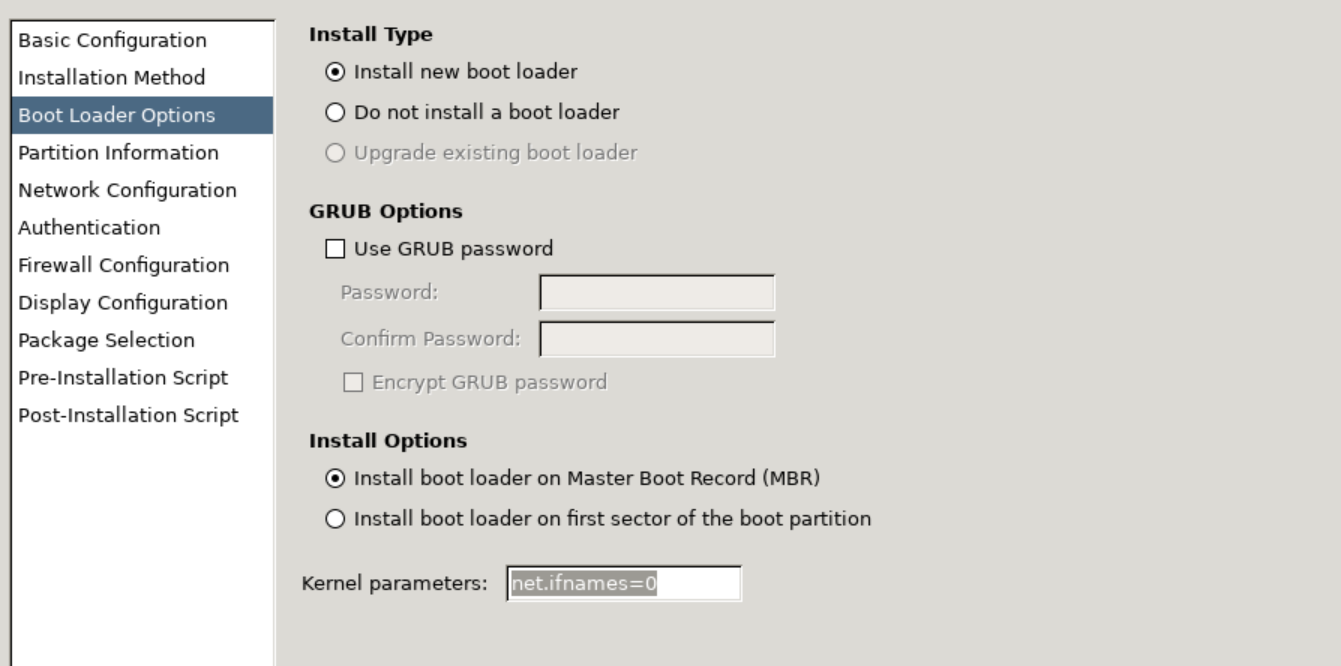 Basic Configuration
Installation Method
Boot Loader Options
Partition Information
Network Configuration
Authentication
Firewall Configuration
Display Configuration
Package Selection
Pre-Installation Script
Post-Installation Script
Install Type
Install new boot loader
Do not install a boot loader
Upgrade existing boot loader
GRUB Options
Use GRUB password
Password:
Confirm Password:
Encrypt GRUB password
Install Options
Install boot loader on Master Boot Record (MBR)
Install boot loader on first sector of the boot partition
Kernel parameters: net.ifnames=0